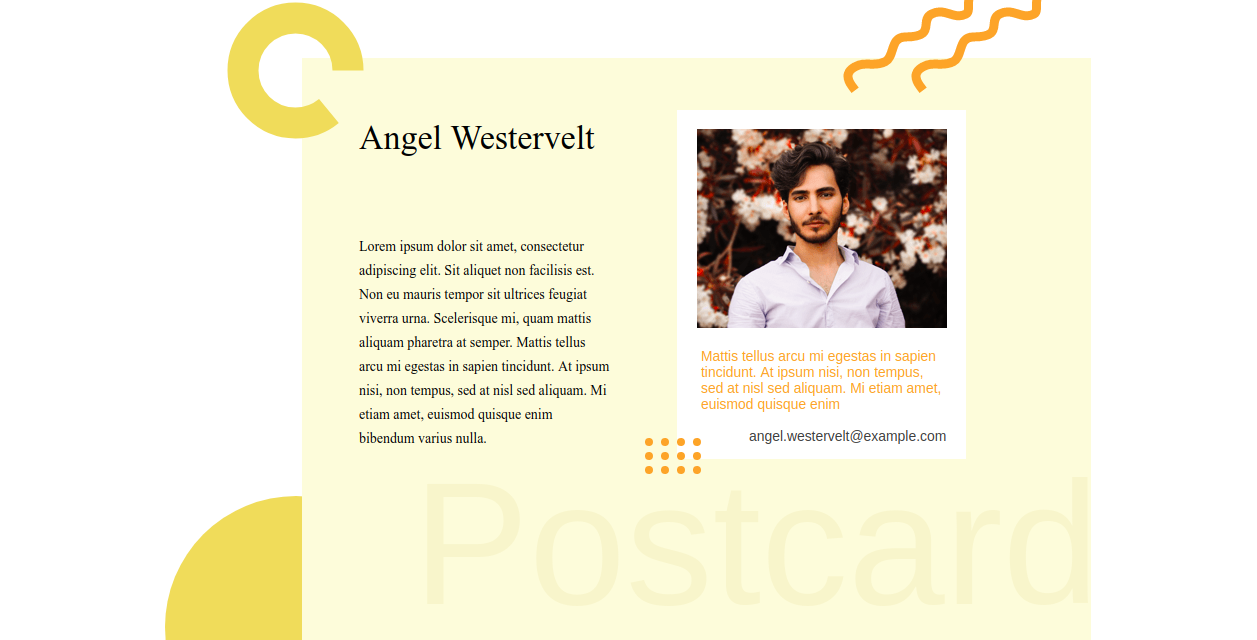 Angel Westervelt
Lorem ipsum dolor sit amet, consectetur
adipiscing elit. Sit aliquet non facilisis est.
Non eu mauris tempor sit ultrices feugiat
viverra urna. Scelerisque mi, quam mattis
aliquam pharetra at semper. Mattis tellus
arcu mi egestas in sapien tincidunt. At ipsum
nisi, non tempus, sed at nisl sed aliquam. Mi
etiam amet, euismod quisque enim
bibendum varius nulla.
Mattis tellus arcu mi egestas in sapien
tincidunt. At ipsum nisi, non tempus,
sed at nisl sed aliquam. Mi etiam amet,
euismod quisque enim
angel.westervelt@example.com
Postcard